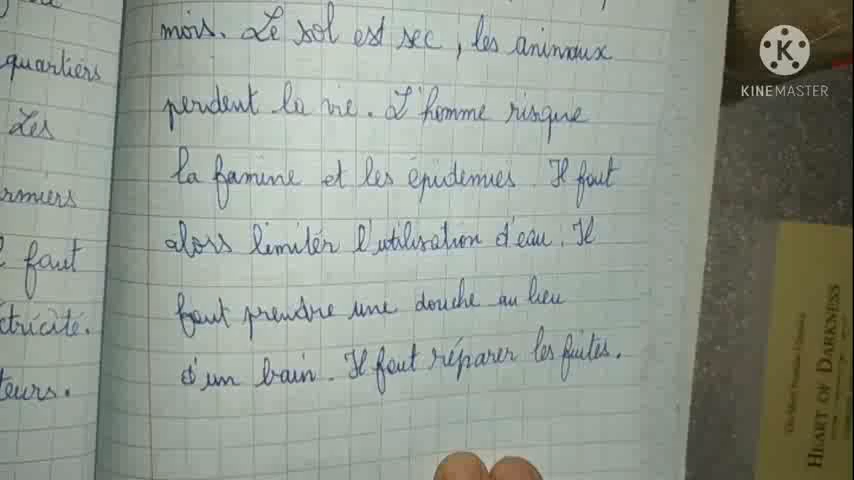 quartiers
Les
rmiers
faut
ctricité.
teurs.
mois. Le sol est sec, les animaux
perdent la vie. L'homme risque
la famine et les épidemies. Il faut
alors limiter l'utilisation d'eau. Il
faut prendre une douche au lieu
d'un bain. Il faut réparer les fuites.
KINEMASTER
HEART OF DARKNESS